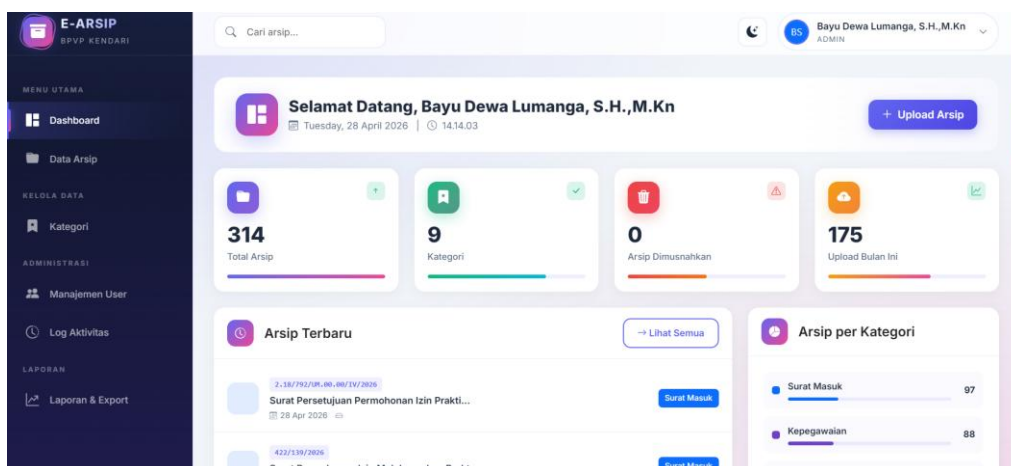 E-ARSIP
BPVP KENDARI
Cari arsip...
BS
Bayu Dewa Lumanga, S.H.,M.Kn
ADMIN
MENU UTAMA
Dashboard
Data Arsip
KELOLA DATA
Kategori
ADMINISTRASI
Manajemen User
Log Aktivitas
LAPORAN
Laporan & Export
Selamat Datang, Bayu Dewa Lumanga, S.H.,M.Kn
Tuesday, 28 April 2026 | 14.14.03
+ Upload Arsip
314
Total Arsip
9
Kategori
0
Arsip Dimusnahkan
175
Upload Bulan Ini
Arsip Terbaru
→ Lihat Semua
2.18/792/UM.00.00/IV/2026
Surat Persetujuan Permohonan Izin Prakti...
28 Apr 2026
Surat Masuk
422/139/2026
Surat Masuk
Arsip per Kategori
Surat Masuk
97
Kepegawaian
88